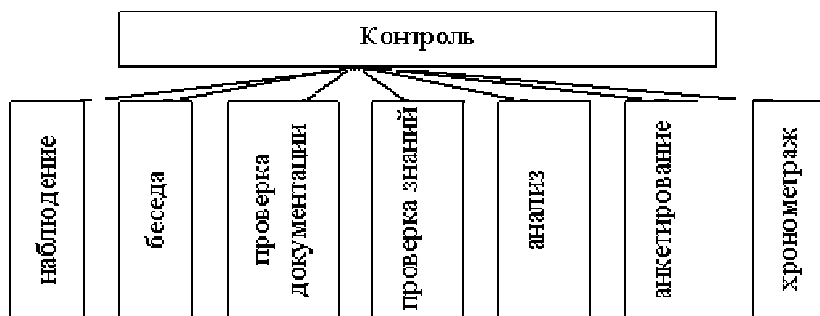 Контроль
наблюдение
беседа
проверка
документации
проверка знаний
анализ
анкетирование
хронометраж